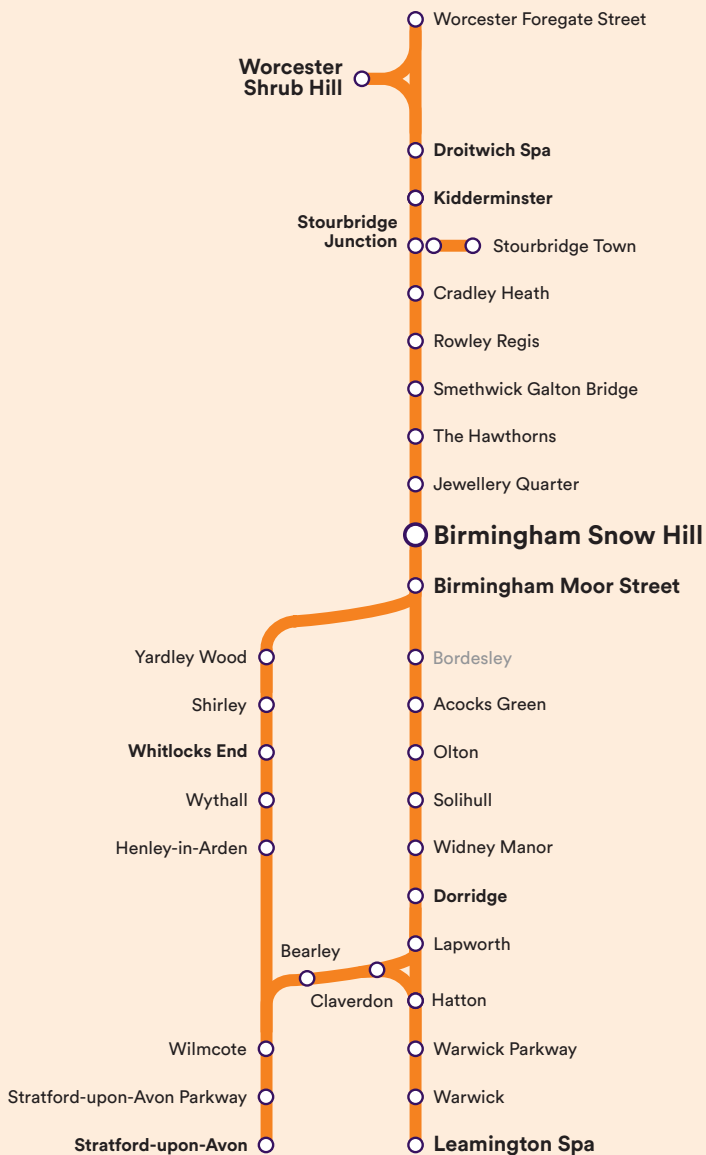 Worcester Foregate Street
Worcester
Shrub Hill
Droitwich Spa
Kidderminster
Stourbridge
Junction
Stourbridge Town
Cradley Heath
Rowley Regis
Smethwick Galton Bridge
The Hawthorns
Jewellery Quarter
Birmingham Snow Hill
Birmingham Moor Street
Yardley Wood
Bordesley
Shirley
Acocks Green
Whitlocks End
Olton
Wythall
Solihull
Henley-in-Arden
Widney Manor
Dorridge
Lapworth
Bearley
Claverdon
Hatton
Wilmcote
Warwick Parkway
Stratford-upon-Avon Parkway
Warwick
Stratford-upon-Avon
Leamington Spa